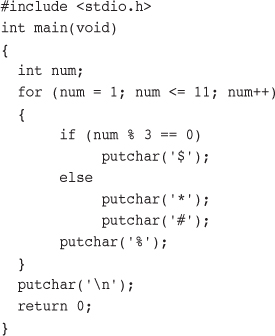 #include <stdio.h>
int main(void)
{
  int num;
  for (num = 1; num <= 11; num++)
  {
       if (num % 3 == 0)
            putchar('$');
       else
            putchar('*');
            putchar('#');
       putchar('%');
  }
  putchar('\n');
  return 0;
}